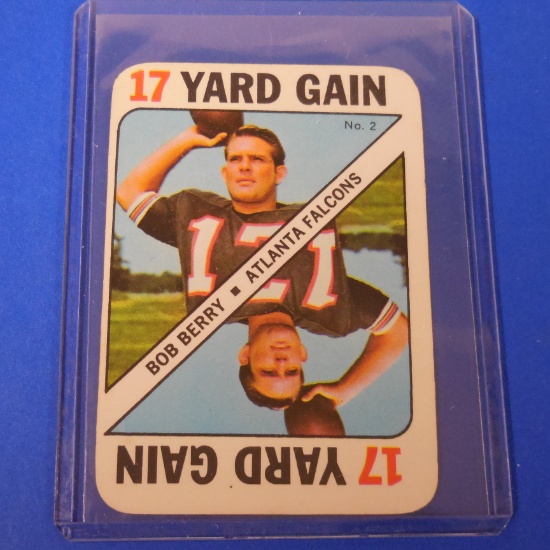 17 YARD GAIN
No. 2
BOB BERRY ▪ ATLANTA FALCONS
17 YARD GAIN